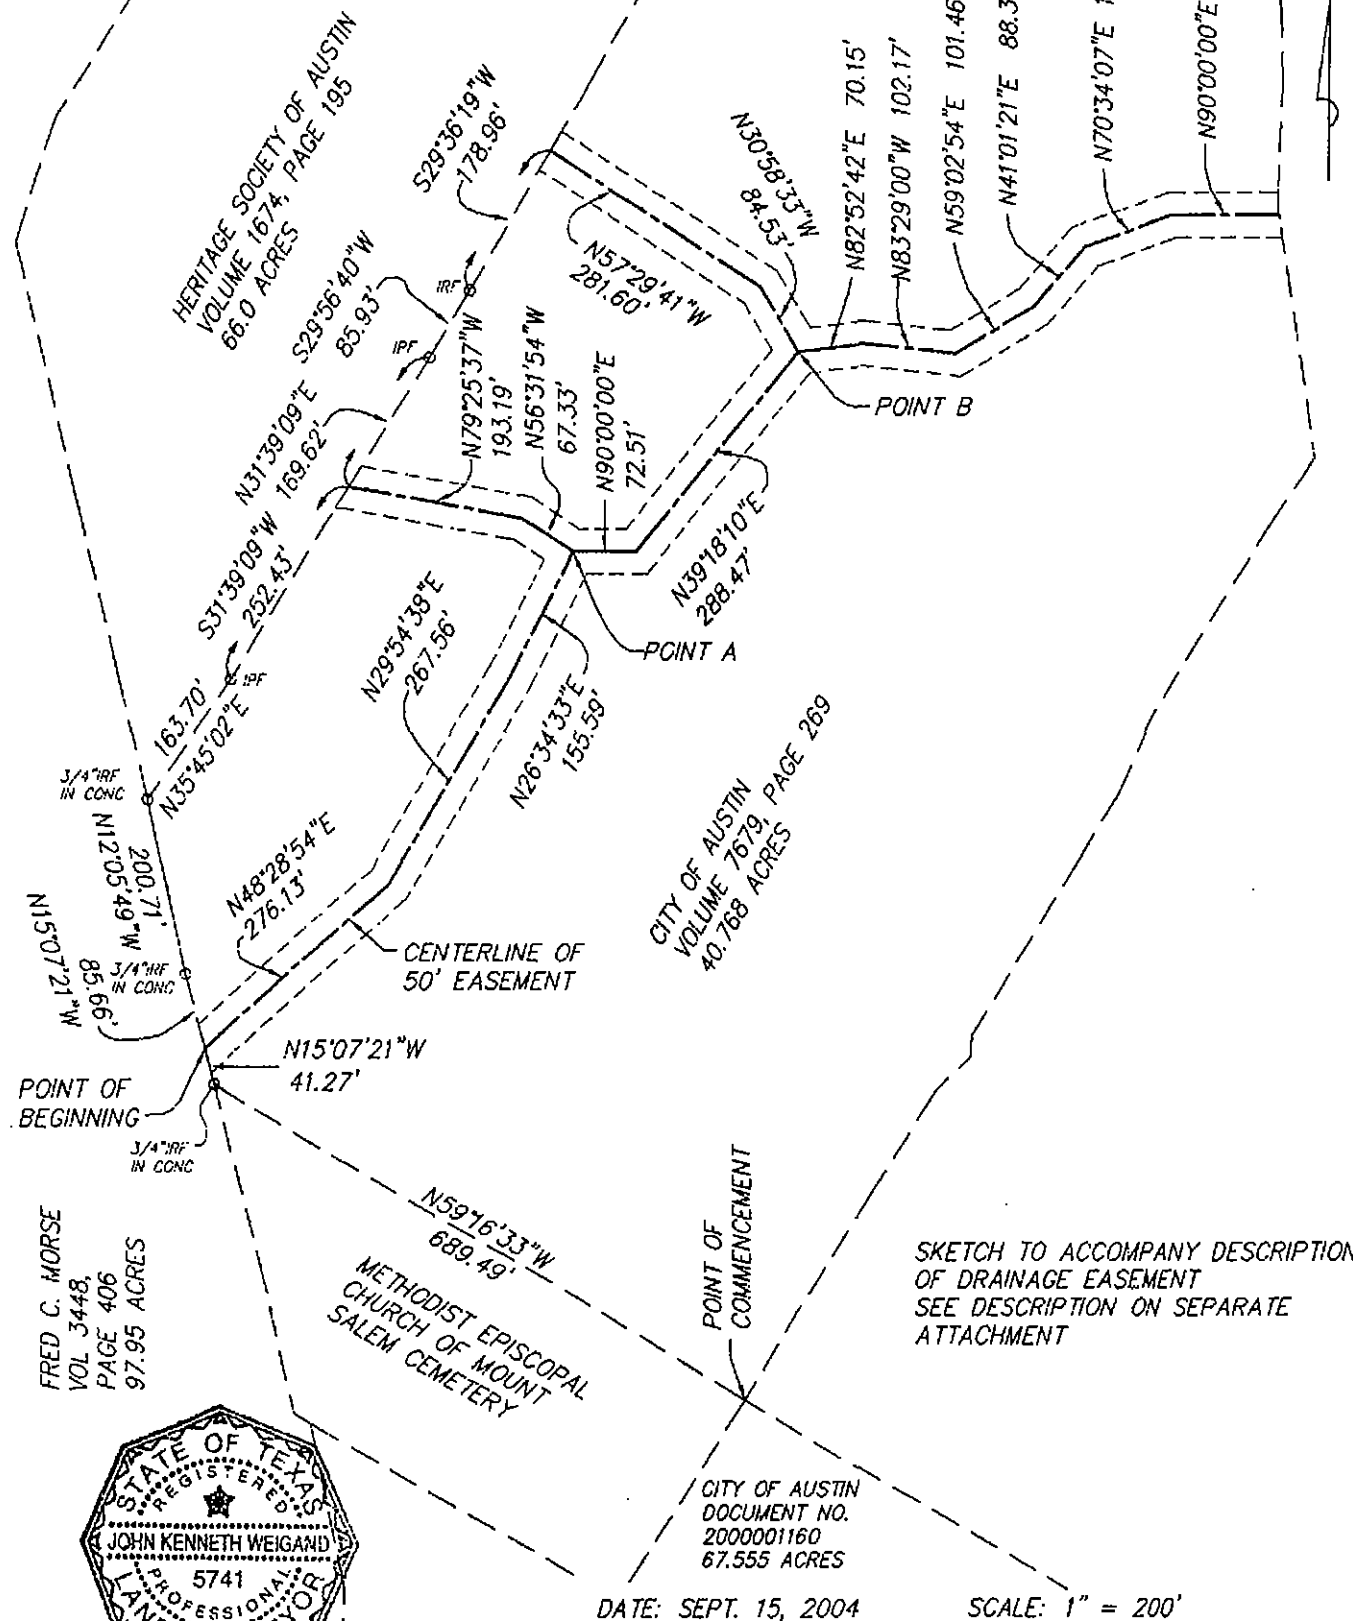 HERITAGE SOCIETY OF AUSTIN
VOLUME 1674, PAGE 195
66.0 ACRES
S29°36'19"W
178.96'
S29°56'40"W
85.93'
IRF
IPF
N31°39'09"E
169.62'
S31°39'09"W
252.43'
IPF
163.70'
N35°45'02"E
3/4"IRF
IN CONC
200.71'
N12°05'49"W
3/4"IRF
IN CONC
N15°07'21"W
85.66'
N30°58'33"W
84.53'
N57°29'41"W
281.60'
N82°52'42"E 70.15'
N83°29'00"W 102.17'
N59°02'54"E 101.46
N41°01'21"E 88.3
N70°34'07"E 1
N90°00'00"E
POINT B
N79°25'37"W
193.19'
N56°31'54"W
67.33'
N90°00'00"E
72.51'
N39°18'10"E
288.47'
POINT A
N29°54'38"E
267.56'
N26°34'33"E
155.59'
N48°28'54"E
276.13'
CENTERLINE OF
50' EASEMENT
CITY OF AUSTIN
VOLUME 7679, PAGE 269
40.768 ACRES
N15°07'21"W
41.27'
POINT OF
BEGINNING
3/4"IRF
IN CONC
N59°16'33"W
689.49'
METHODIST EPISCOPAL
CHURCH OF MOUNT
SALEM CEMETERY
POINT OF
COMMENCEMENT
FRED C. MORSE
VOL 3448,
PAGE 406
97.95 ACRES
SKETCH TO ACCOMPANY DESCRIPTION
OF DRAINAGE EASEMENT
SEE DESCRIPTION ON SEPARATE
ATTACHMENT
CITY OF AUSTIN
DOCUMENT NO.
2000001160
67.555 ACRES
STATE OF TEXAS
REGISTERED
JOHN KENNETH WEIGAND
5741
PROFESSIONAL
DATE: SEPT. 15, 2004
SCALE: 1" = 200'